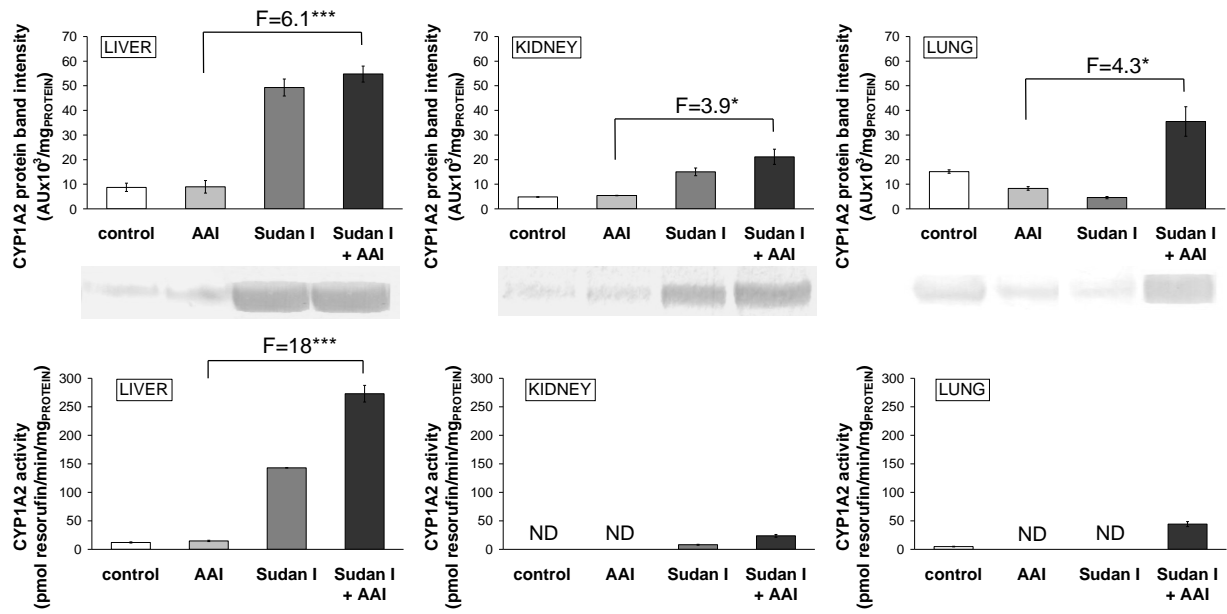 F=6.1***
LIVER
CYP1A2 protein band intensity
(AUx10³/mgPROTEIN)
70
60
50
40
30
20
10
0
control AAI Sudan I Sudan I
+ AAI
F=3.9*
KIDNEY
CYP1A2 protein band intensity
(AUx10³/mgPROTEIN)
70
60
50
40
30
20
10
0
control AAI Sudan I Sudan I
+ AAI
F=4.3*
LUNG
CYP1A2 protein band intensity
(AUx10³/mgPROTEIN)
70
60
50
40
30
20
10
0
control AAI Sudan I Sudan I
+ AAI
F=18***
LIVER
CYP1A2 activity
(pmol resorufin/min/mgPROTEIN)
300
250
200
150
100
50
0
control AAI Sudan I Sudan I
+ AAI
KIDNEY
CYP1A2 activity
(pmol resorufin/min/mgPROTEIN)
300
250
200
150
100
50
0
ND ND
control AAI Sudan I Sudan I
+ AAI
LUNG
CYP1A2 activity
(pmol resorufin/min/mgPROTEIN)
300
250
200
150
100
50
0
ND ND
control AAI Sudan I Sudan I
+ AAI